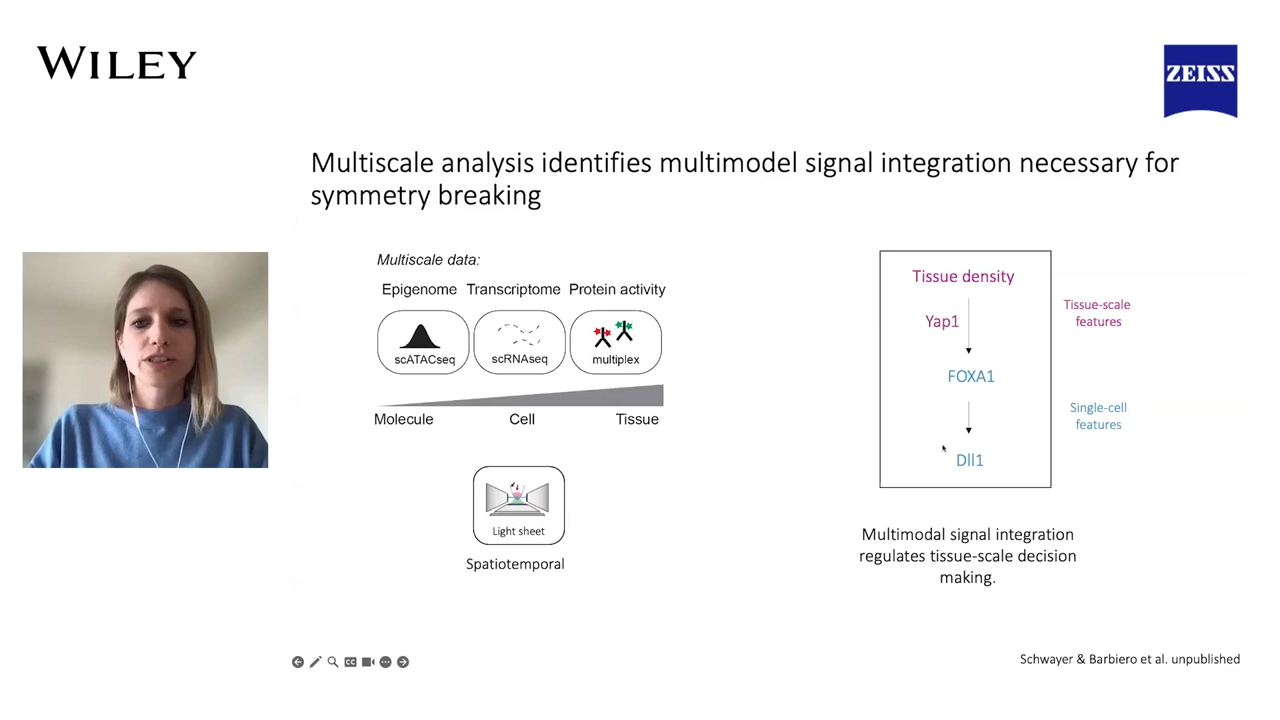 WILEY
ZEISS
Multiscale analysis identifies multimodel signal integration necessary for
symmetry breaking
Multiscale data:
Epigenome Transcriptome Protein activity
scATACseq scRNAseq multiplex
Molecule Cell Tissue
Light sheet
Spatiotemporal
Tissue density
Yap1
FOXA1
Dll1
Tissue-scale
features
Single-cell
features
Multimodal signal integration
regulates tissue-scale decision
making.
CC
Schwayer & Barbiero et al. unpublished